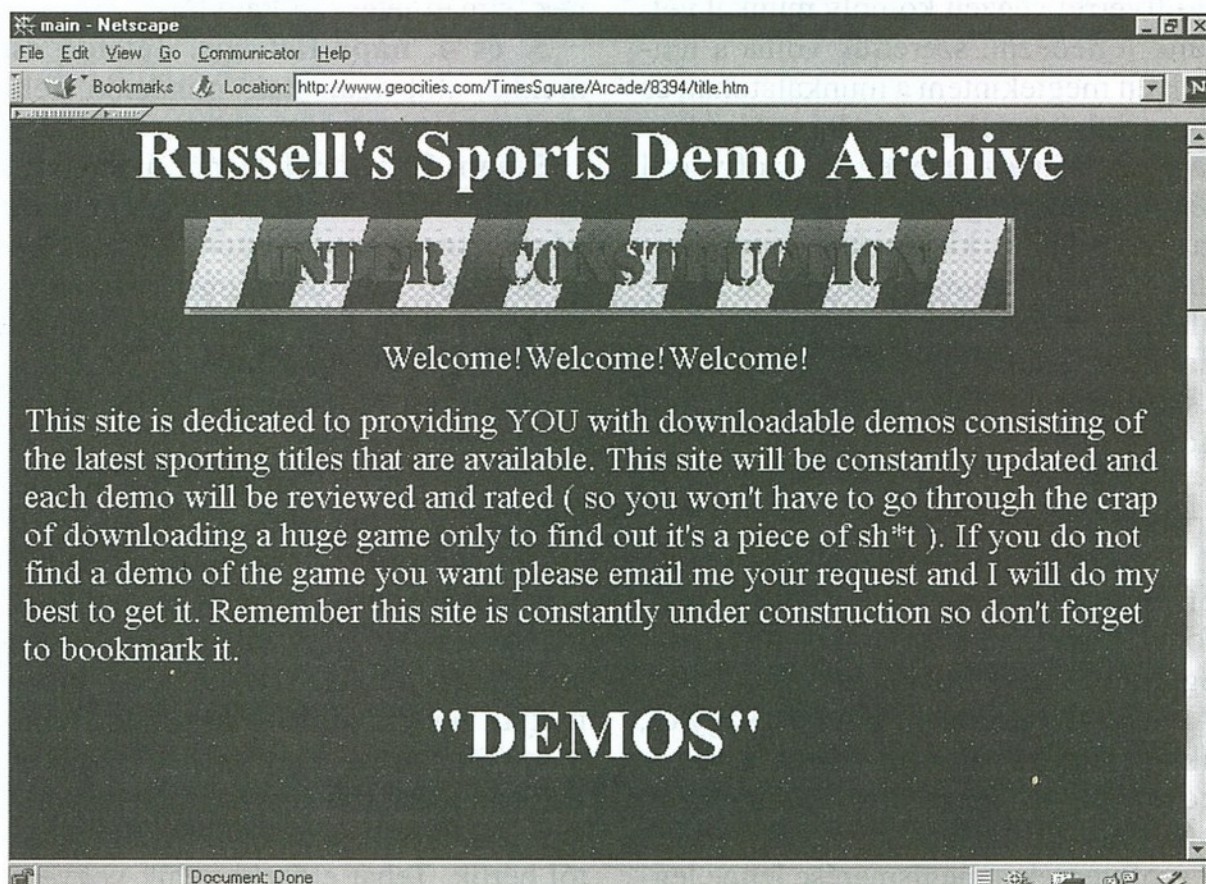 main - Netscape
File Edit View Go Communicator Help
Bookmarks Location: http://www.geocities.com/TimesSquare/Arcade/8394/title.htm
Russell's Sports Demo Archive
UNDER CONSTRUCTION
Welcome! Welcome! Welcome!
This site is dedicated to providing YOU with downloadable demos consisting of
the latest sporting titles that are available. This site will be constantly updated and
each demo will be reviewed and rated ( so you won't have to go through the crap
of downloading a huge game only to find out it's a piece of sh*t ). If you do not
find a demo of the game you want please email me your request and I will do my
best to get it. Remember this site is constantly under construction so don't forget
to bookmark it.
"DEMOS"
Document: Done